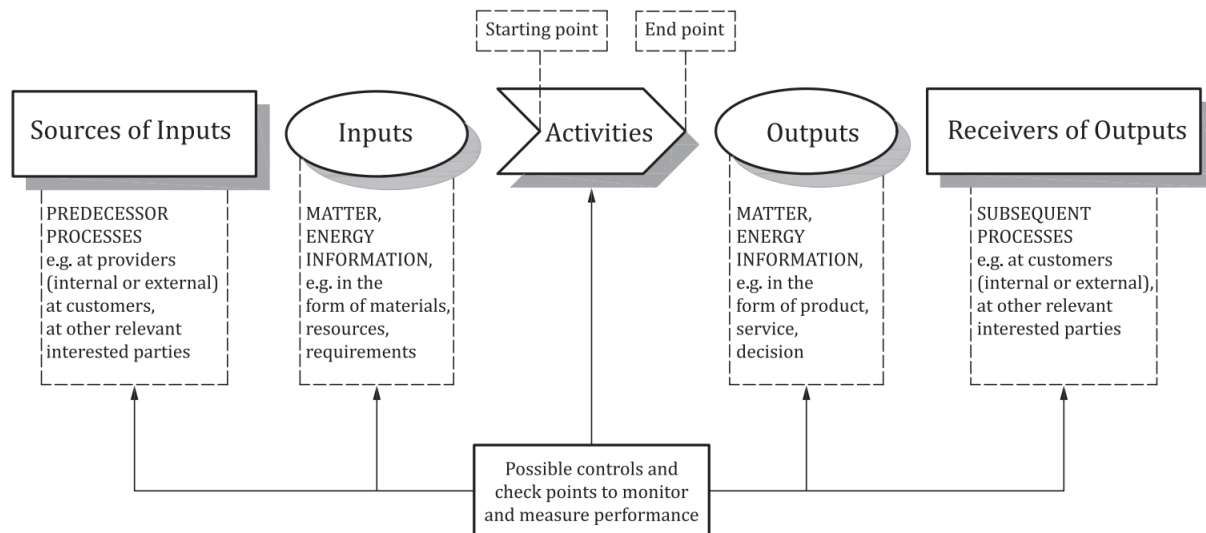 Starting point
End point
Sources of Inputs
Inputs
Activities
Outputs
Receivers of Outputs
PREDECESSOR
PROCESSES
e.g. at providers
(internal or external)
at customers,
at other relevant
interested parties
MATTER,
ENERGY
INFORMATION,
e.g. in the
form of materials,
resources,
requirements
MATTER,
ENERGY
INFORMATION,
e.g. in the
form of product,
service,
decision
SUBSEQUENT
PROCESSES
e.g. at customers
(internal or external),
at other relevant
interested parties
Possible controls and
check points to monitor
and measure performance